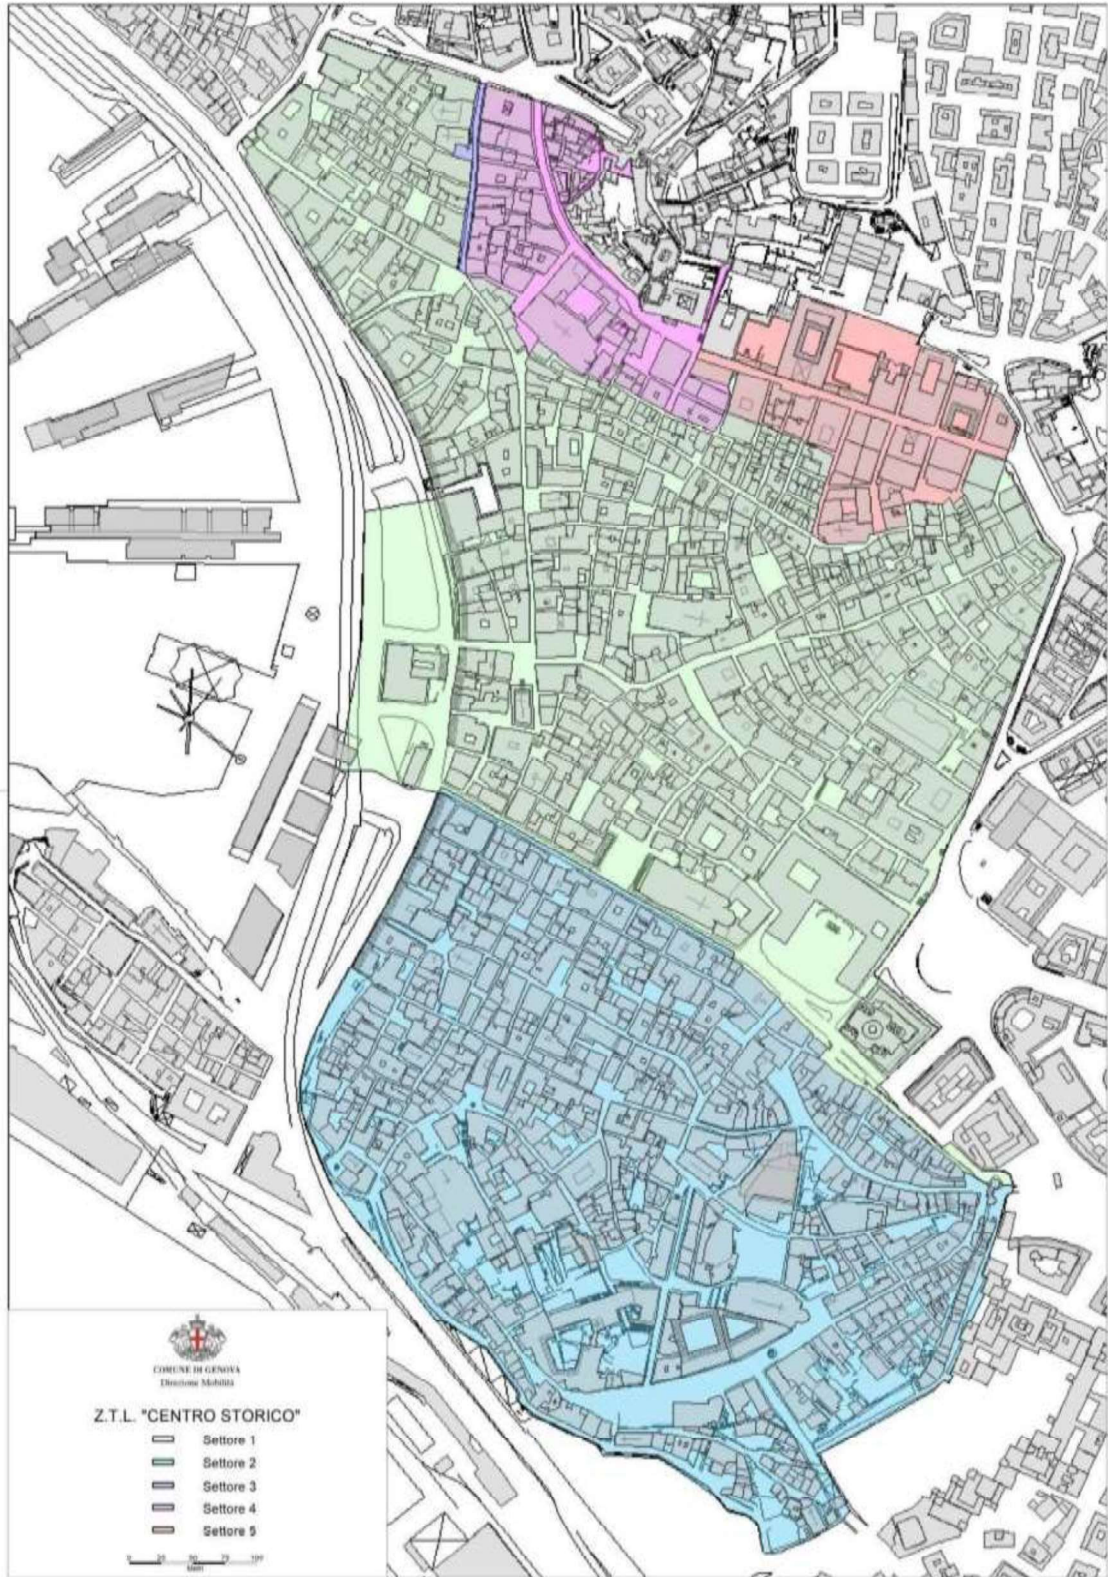 COMUNE DI GENOVA
Direzione Mobilità
Z.T.L. "CENTRO STORICO"
Settore 1
Settore 2
Settore 3
Settore 4
Settore 5